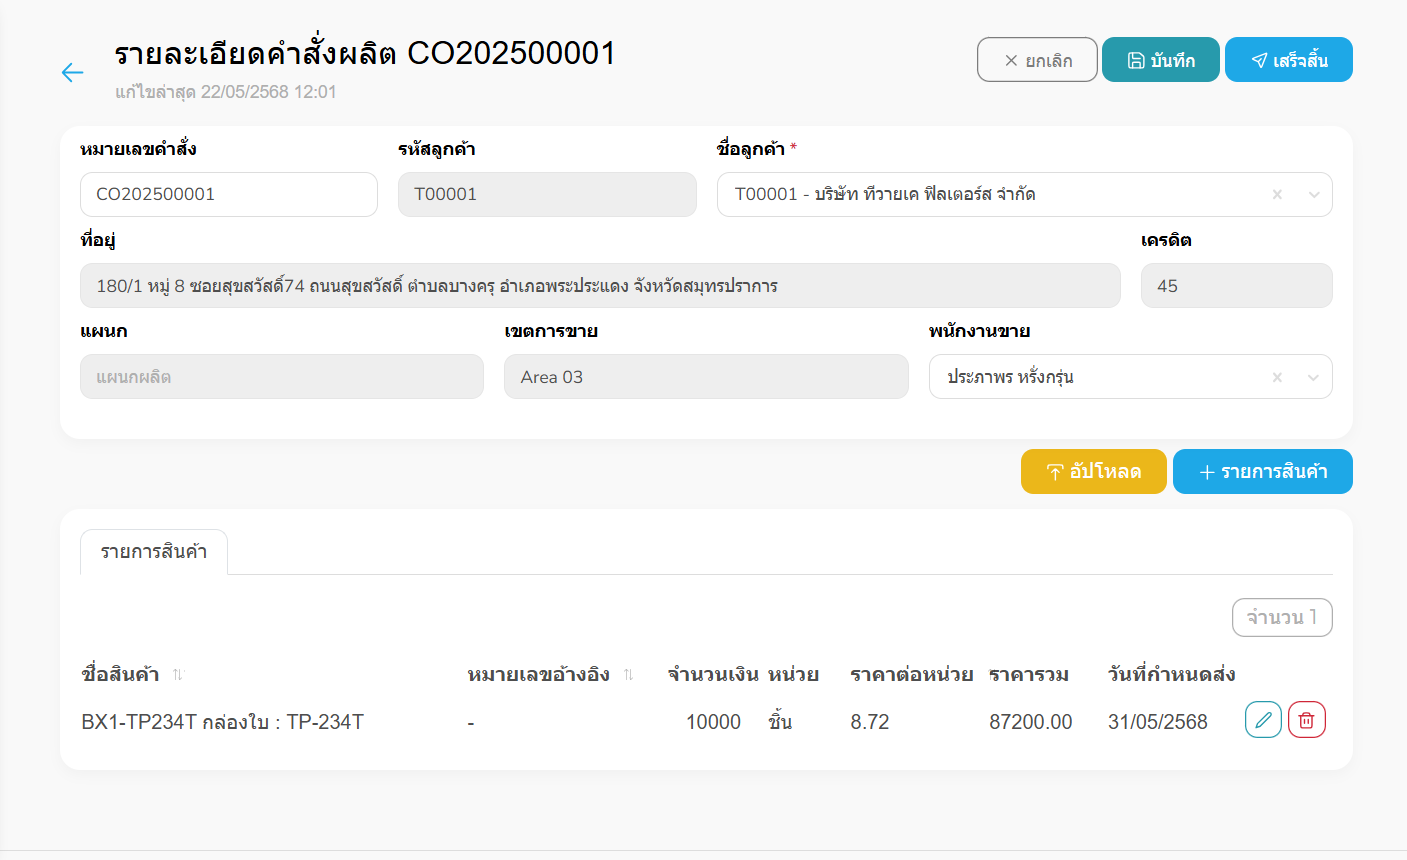 รายละเอียดคำสั่งผลิต CO202500001
แก้ไขล่าสุด 22/05/2568 12:01
ยกเลิก บันทึก เสร็จสิ้น
หมายเลขคำสั่ง รหัสลูกค้า ชื่อลูกค้า *
CO202500001 T00001 T00001 - บริษัท ทีวายเค ฟิลเตอร์ส จำกัด
ที่อยู่ เครดิต
180/1 หมู่ 8 ซอยสุขสวัสดิ์74 ถนนสุขสวัสดิ์ ตำบลบางครุ อำเภอพระประแดง จังหวัดสมุทรปราการ 45
แผนก เขตการขาย พนักงานขาย
แผนกผลิต Area 03 ประภาพร หรั่งกรุ่น
อัปโหลด รายการสินค้า
รายการสินค้า
จำนวน 1
ชื่อสินค้า หมายเลขอ้างอิง จำนวนเงิน หน่วย ราคาต่อหน่วย ราคารวม วันที่กำหนดส่ง
BX1-TP234T กล่องใบ : TP-234T - 10000 ชิ้น 8.72 87200.00 31/05/2568